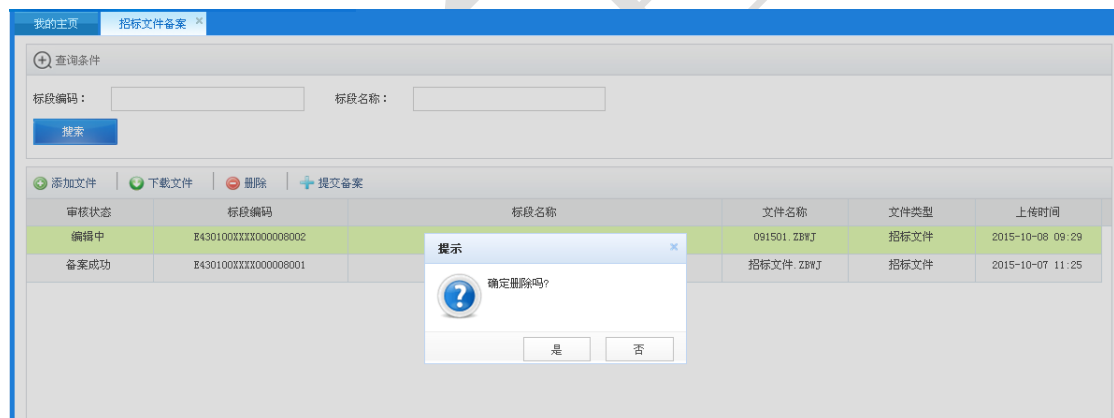 我的主页 招标文件备案
查询条件
标段编码： 标段名称：
搜索
添加文件 下载文件 删除 提交备案
审核状态 标段编码 标段名称 文件名称 文件类型 上传时间
编辑中 E430100XXXX000008002 091501.ZBWJ 招标文件 2015-10-08 09:29
备案成功 E430100XXXX000008001 招标文件.ZBWJ 招标文件 2015-10-07 11:25
提示
确定删除吗?
是 否